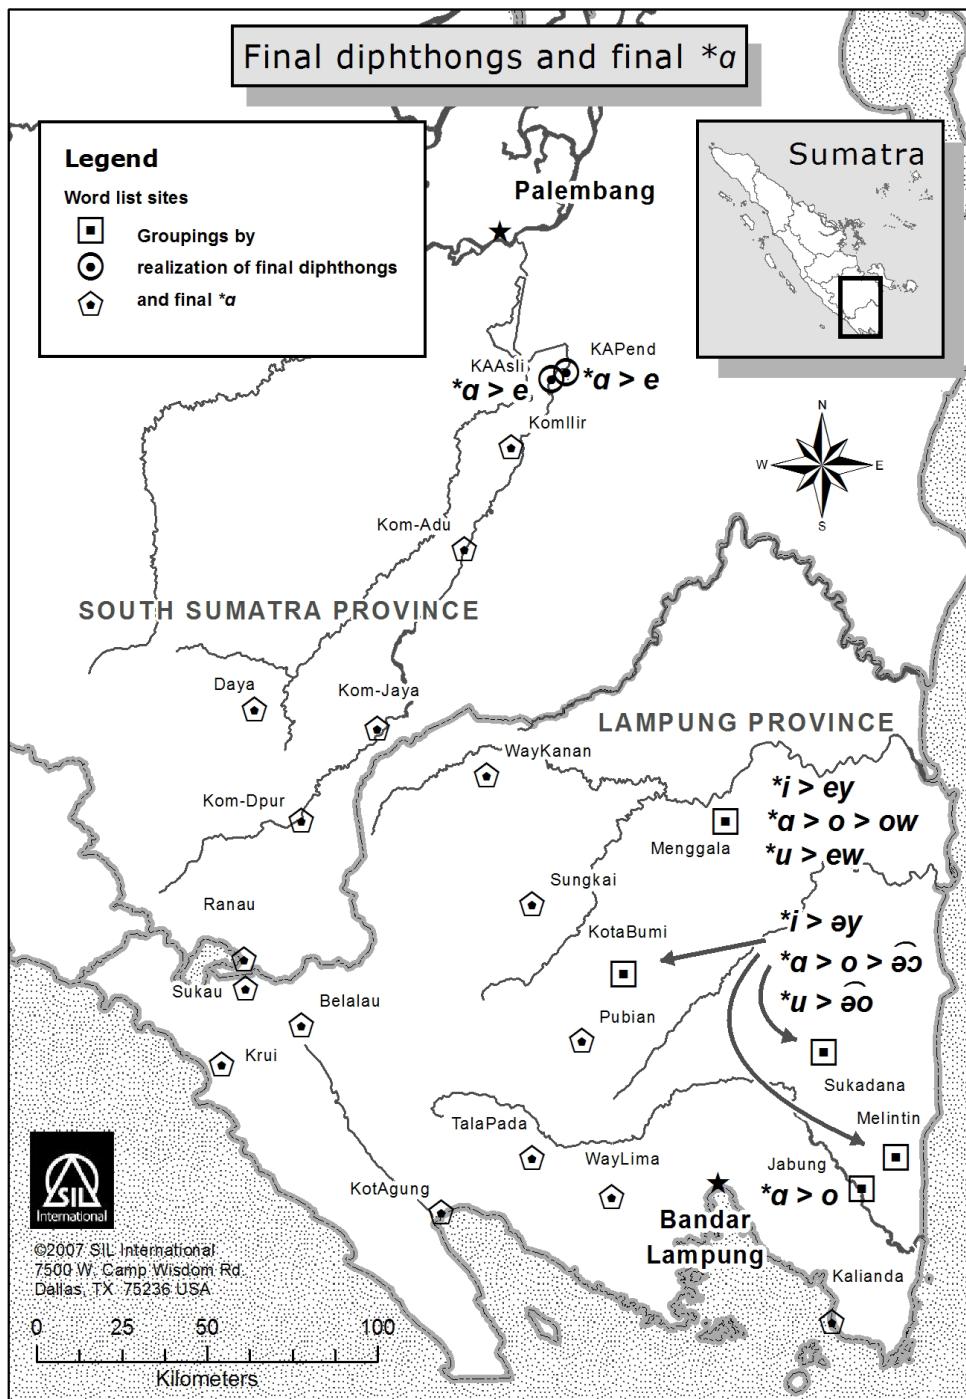 Final diphthongs and final *a
Legend
Word list sites
Groupings by
realization of final diphthongs
and final *a
Sumatra
Palembang
KAPend
KAAsli
*a > e
*a > e
KomIlir
N
W
E
S
Kom-Adu
SOUTH SUMATRA PROVINCE
Daya
Kom-Jaya
LAMPUNG PROVINCE
WayKanan
*i > ey
*a > o > ow
*u > ew
Kom-Dpur
Menggala
Sungkai
Ranau
KotaBumi
*i > əy
*a > o > ə͡ɔ
*u > ə͡o
Sukau
Belalau
Pubian
Krui
Sukadana
Melintin
TalaPada
WayLima
Jabung
*a > o
KotAgung
Bandar
Lampung
Kalianda
SIL
International
©2007 SIL International
7500 W. Camp Wisdom Rd.
Dallas, TX 75236 USA
0 25 50 100
Kilometers